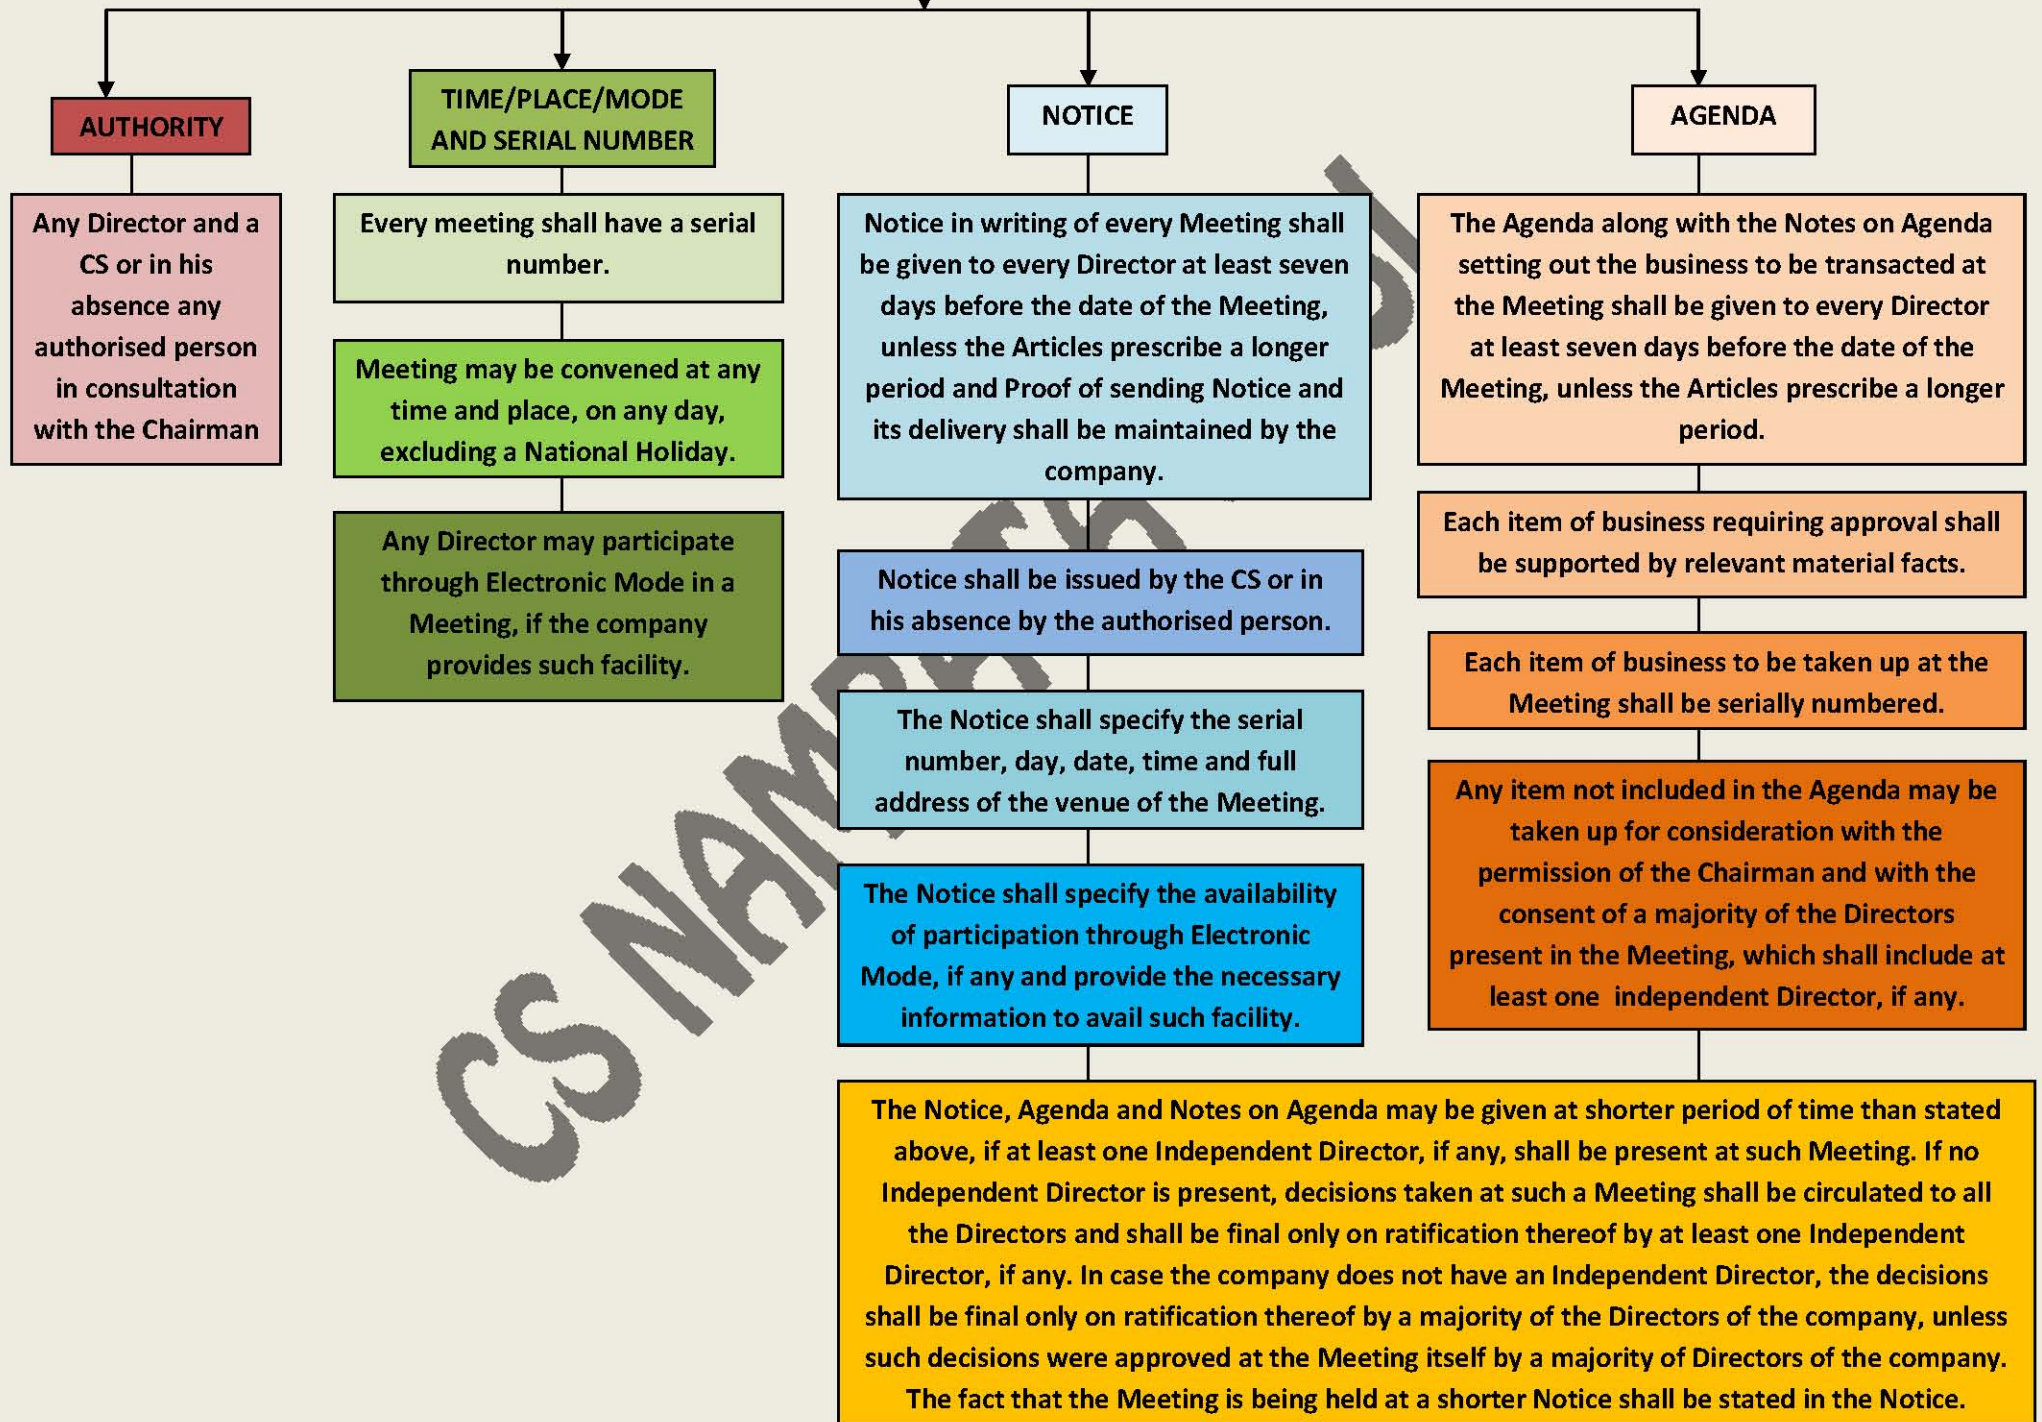 AUTHORITY
Any Director and a
CS or in his
absence any
authorised person
in consultation
with the Chairman
TIME/PLACE/MODE
AND SERIAL NUMBER
Every meeting shall have a serial
number.
Meeting may be convened at any
time and place, on any day,
excluding a National Holiday.
Any Director may participate
through Electronic Mode in a
Meeting, if the company
provides such facility.
NOTICE
Notice in writing of every Meeting shall
be given to every Director at least seven
days before the date of the Meeting,
unless the Articles prescribe a longer
period and Proof of sending Notice and
its delivery shall be maintained by the
company.
Notice shall be issued by the CS or in
his absence by the authorised person.
The Notice shall specify the serial
number, day, date, time and full
address of the venue of the Meeting.
The Notice shall specify the availability
of participation through Electronic
Mode, if any and provide the necessary
information to avail such facility.
AGENDA
The Agenda along with the Notes on Agenda
setting out the business to be transacted at
the Meeting shall be given to every Director
at least seven days before the date of the
Meeting, unless the Articles prescribe a longer
period.
Each item of business requiring approval shall
be supported by relevant material facts.
Each item of business to be taken up at the
Meeting shall be serially numbered.
Any item not included in the Agenda may be
taken up for consideration with the
permission of the Chairman and with the
consent of a majority of the Directors
present in the Meeting, which shall include at
least one independent Director, if any.
The Notice, Agenda and Notes on Agenda may be given at shorter period of time than stated
above, if at least one Independent Director, if any, shall be present at such Meeting. If no
Independent Director is present, decisions taken at such a Meeting shall be circulated to all
the Directors and shall be final only on ratification thereof by at least one Independent
Director, if any. In case the company does not have an Independent Director, the decisions
shall be final only on ratification thereof by a majority of the Directors of the company, unless
such decisions were approved at the Meeting itself by a majority of Directors of the company.
The fact that the Meeting is being held at a shorter Notice shall be stated in the Notice.
CS